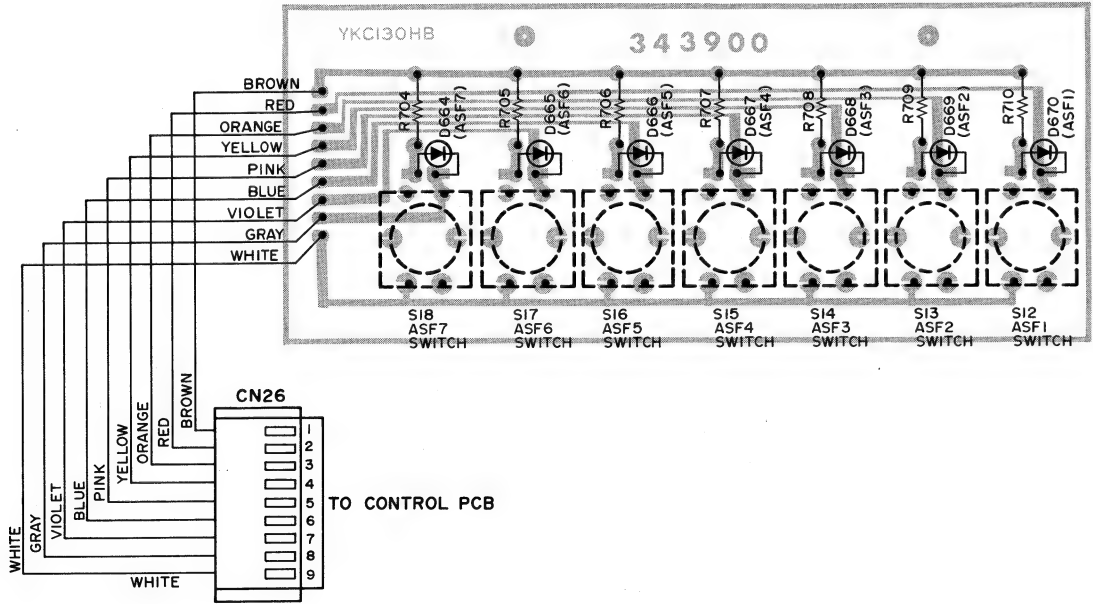 YKC130HB
343900
BROWN
RED
ORANGE
YELLOW
PINK
BLUE
VIOLET
GRAY
WHITE
R704
D664
(ASF7)
R705
D665
(ASF6)
R706
D666
(ASF5)
R707
D667
(ASF4)
R708
D668
(ASF3)
R709
D669
(ASF2)
R710
D670
(ASF1)
S18
ASF7
SWITCH
S17
ASF6
SWITCH
S16
ASF5
SWITCH
S15
ASF4
SWITCH
S14
ASF3
SWITCH
S13
ASF2
SWITCH
S12
ASF1
SWITCH
CN26
WHITE
GRAY
VIOLET
BLUE
PINK
YELLOW
ORANGE
RED
BROWN
1
2
3
4
5
6
7
8
9
TO CONTROL PCB
WHITE